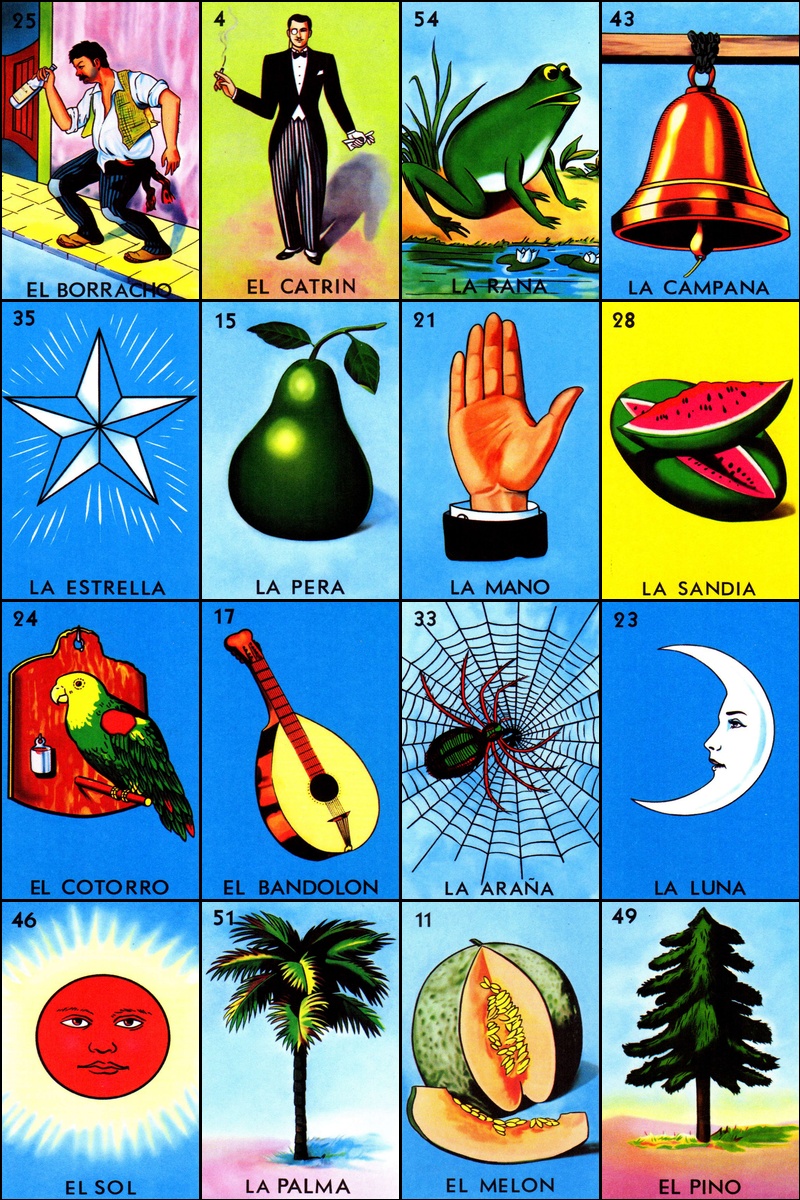 25
EL BORRACHO
4
EL CATRIN
54
LA RANA
43
LA CAMPANA
35
LA ESTRELLA
15
LA PERA
21
LA MANO
28
LA SANDIA
24
EL COTORRO
17
EL BANDOLON
33
LA ARAÑA
23
LA LUNA
46
EL SOL
51
LA PALMA
11
EL MELON
49
EL PINO